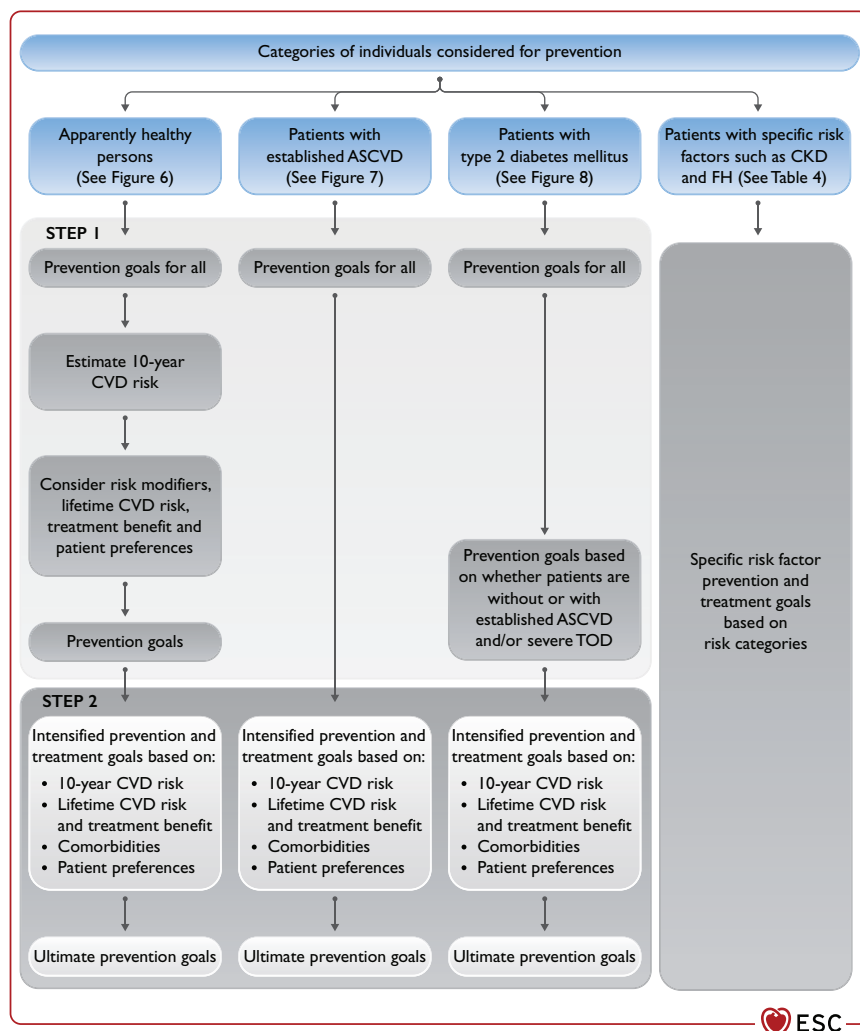 Categories of individuals considered for prevention
Apparently healthy
persons
(See Figure 6)
Patients with
established ASCVD
(See Figure 7)
Patients with
type 2 diabetes mellitus
(See Figure 8)
Patients with specific risk
factors such as CKD
and FH (See Table 4)
STEP 1
Prevention goals for all
Estimate 10-year
CVD risk
Consider risk modifiers,
lifetime CVD risk,
treatment benefit and
patient preferences
Prevention goals
Prevention goals for all
Prevention goals for all
Prevention goals based
on whether patients are
without or with
established ASCVD
and/or severe TOD
Specific risk factor
prevention and
treatment goals
based on
risk categories
STEP 2
Intensified prevention and
treatment goals based on:
• 10-year CVD risk
• Lifetime CVD risk
and treatment benefit
• Comorbidities
• Patient preferences
Ultimate prevention goals
Intensified prevention and
treatment goals based on:
• 10-year CVD risk
• Lifetime CVD risk
and treatment benefit
• Comorbidities
• Patient preferences
Ultimate prevention goals
Intensified prevention and
treatment goals based on:
• 10-year CVD risk
• Lifetime CVD risk
and treatment benefit
• Comorbidities
• Patient preferences
Ultimate prevention goals
ESC